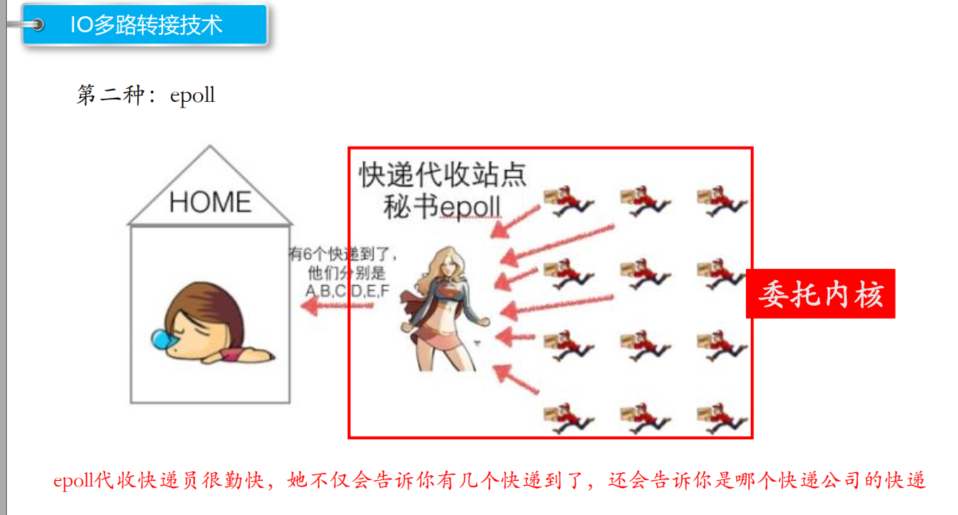 IO多路转接技术
第二种：epoll
HOME
快递代收站点
秘书epoll
有6个快递到了，
他们分别是
A,B,C,D,E,F
委托内核
epoll代收快递员很勤快，她不仅会告诉你有几个快递到了，还会告诉你是哪个快递公司的快递